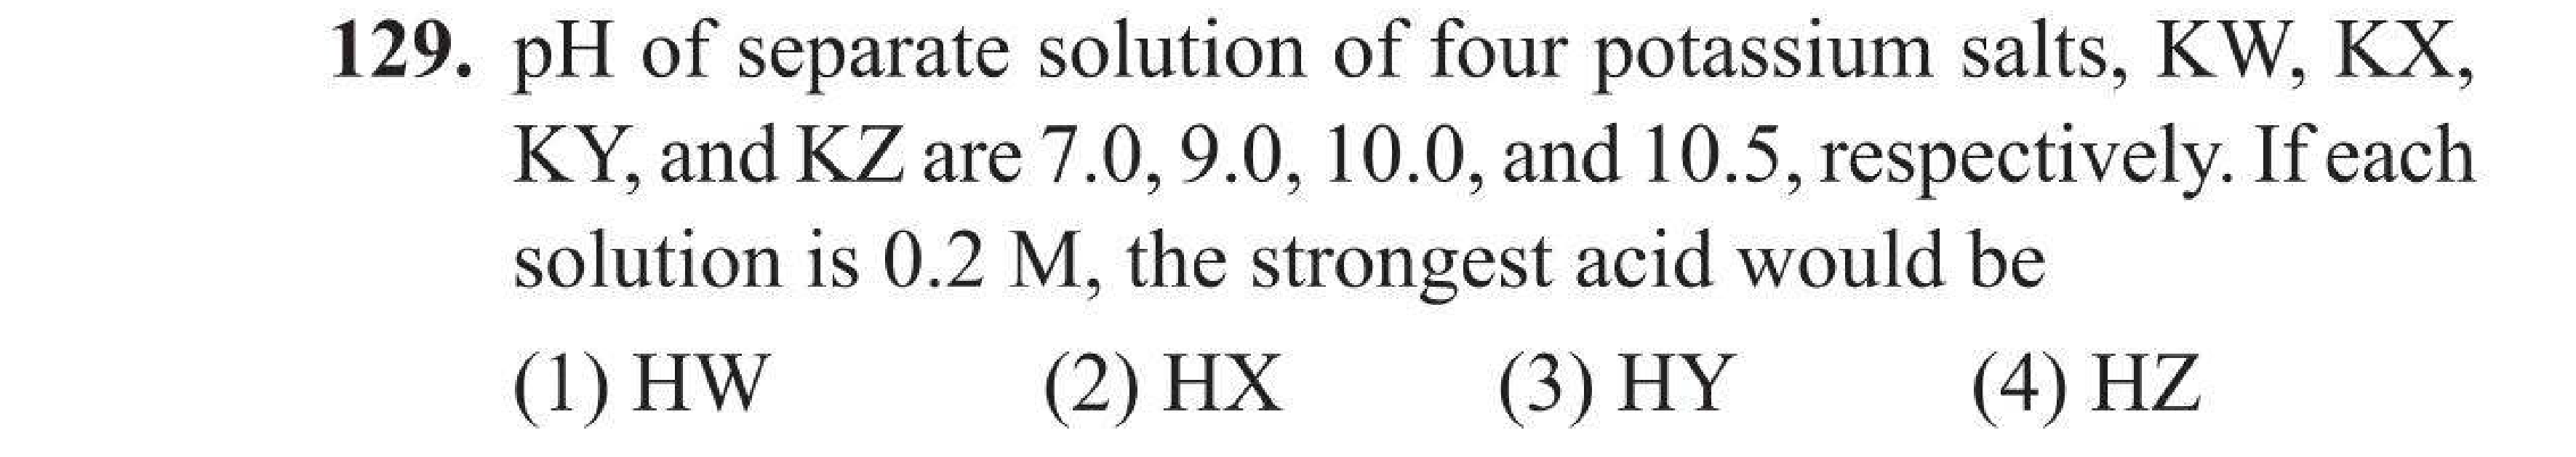 129. pH of separate solution of four potassium salts, KW, KX,
KY, and KZ are 7.0, 9.0, 10.0, and 10.5, respectively. If each
solution is 0.2 M, the strongest acid would be
(1) HW (2) HX (3) HY (4) HZ